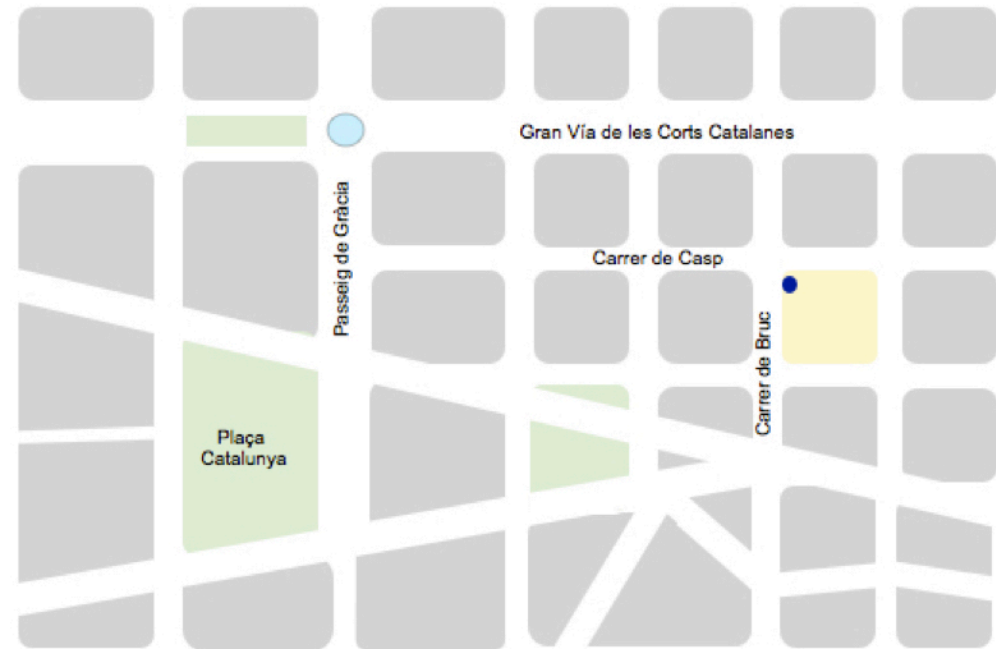 Gran Vía de les Corts Catalanes
Passeig de Gràcia
Carrer de Casp
Carrer de Bruc
Plaça
Catalunya